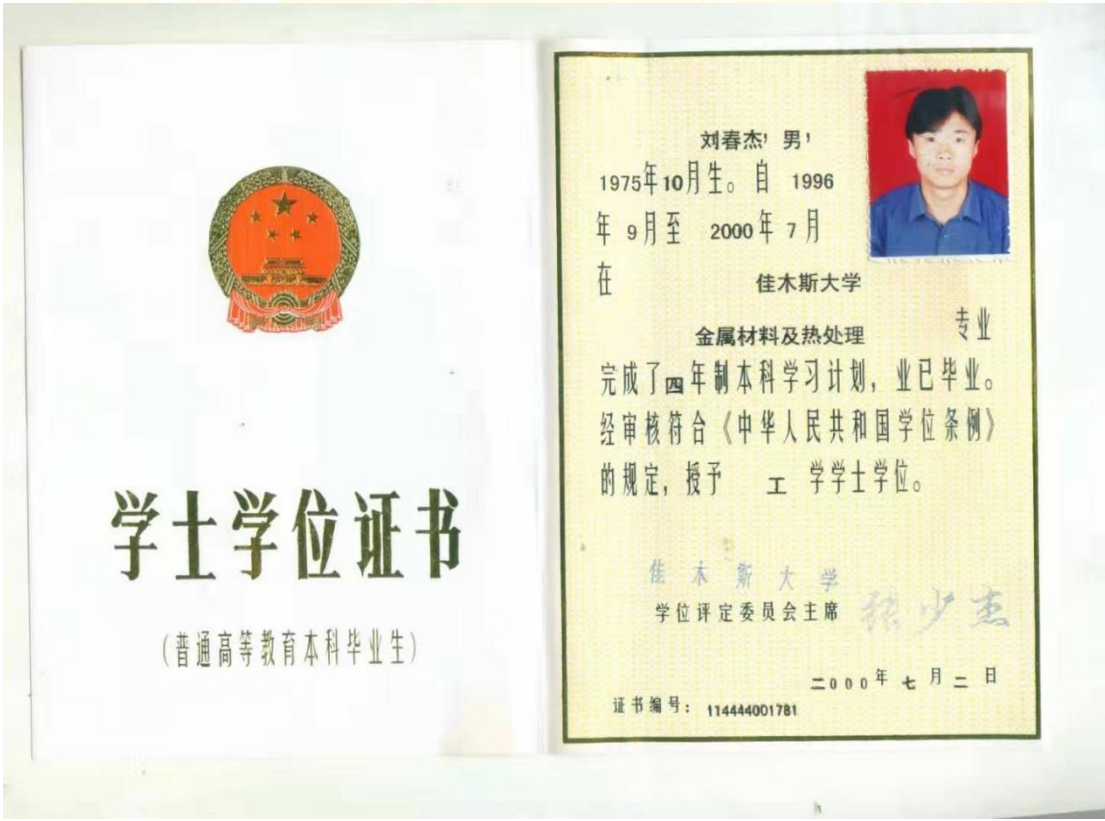 学士学位证书
(普通高等教育本科毕业生)
刘春杰, 男,
1975年10月生。自 1996
年 9月至 2000年 7月
在 佳木斯大学
金属材料及热处理 专业
完成了四年制本科学习计划，业已毕业。
经审核符合《中华人民共和国学位条例》
的规定，授予 工 学学士学位。
佳木斯大学
学位评定委员会主席 张少杰
二000年七月二日
证书编号：114444001781